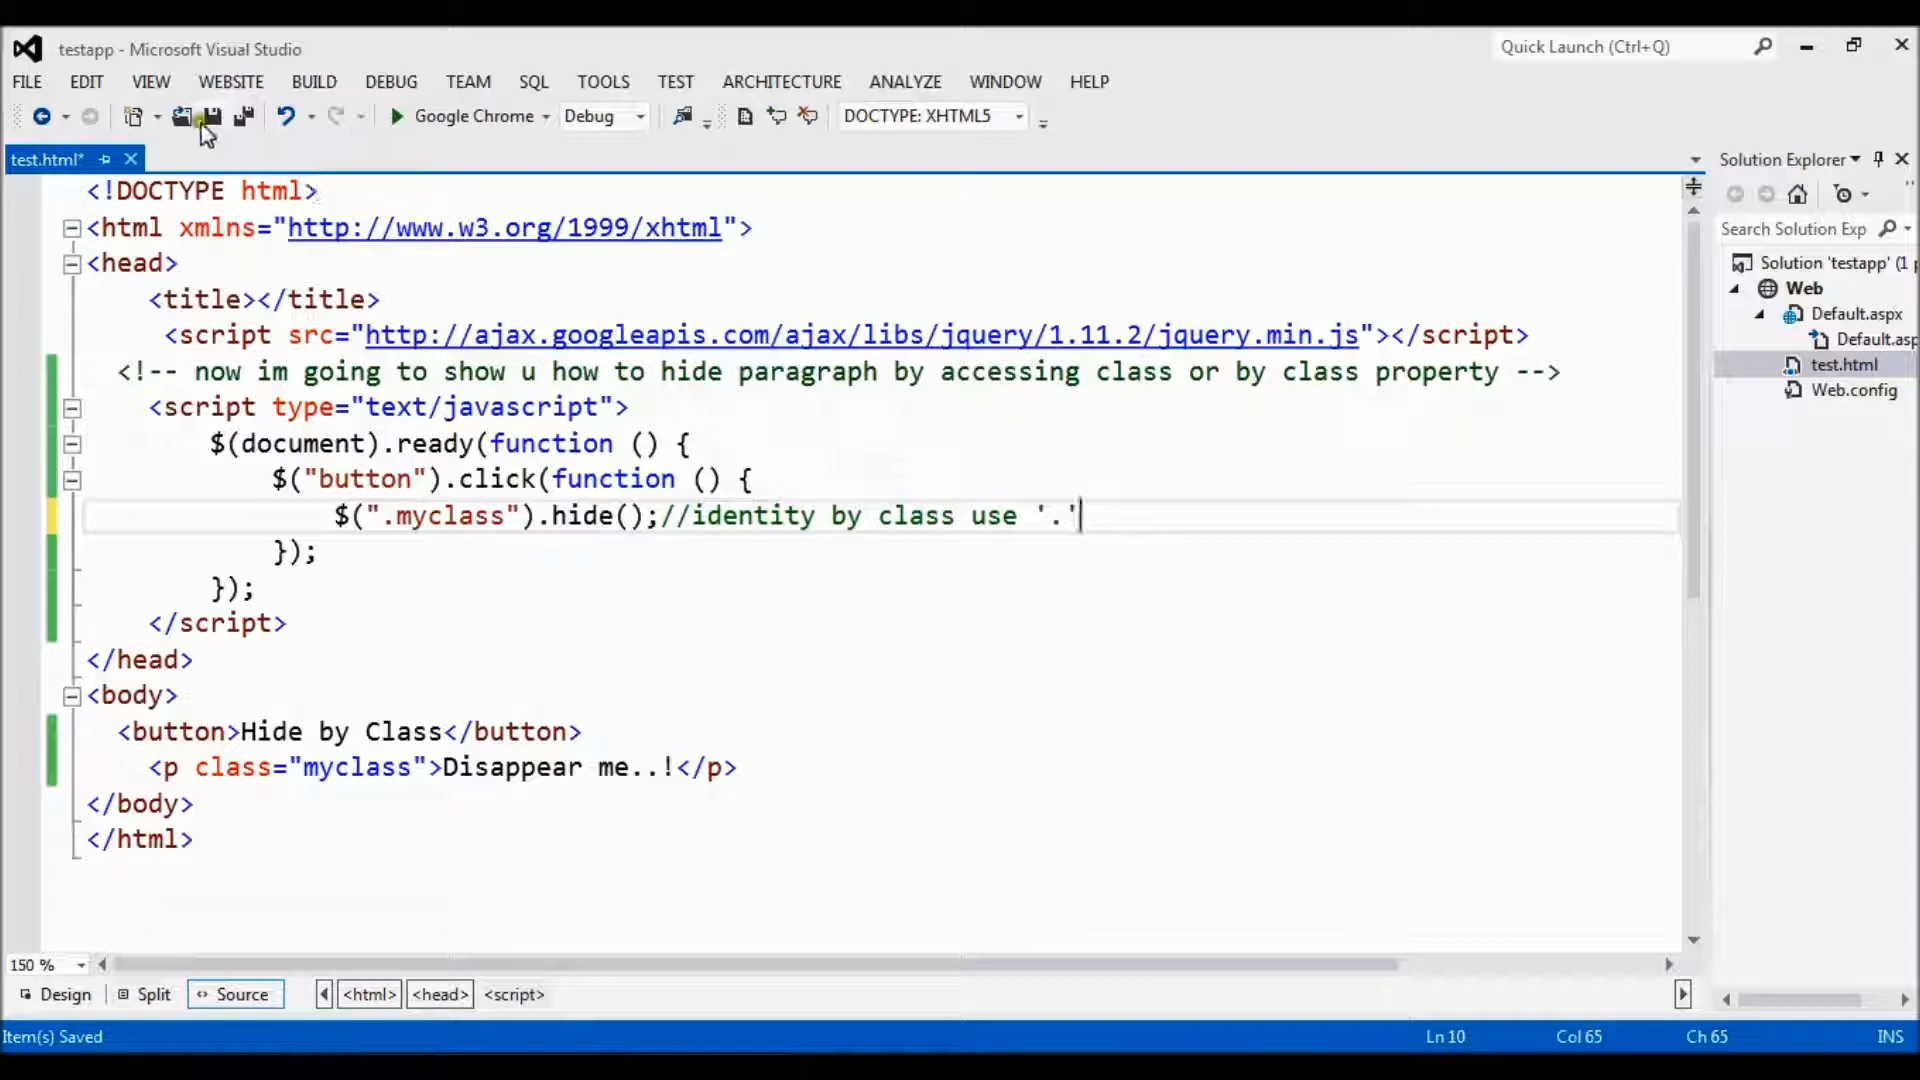 testapp - Microsoft Visual Studio
Quick Launch (Ctrl+Q)
FILE EDIT VIEW WEBSITE BUILD DEBUG TEAM SQL TOOLS TEST ARCHITECTURE ANALYZE WINDOW HELP
Google Chrome Debug DOCTYPE: XHTML5
test.html*
<!DOCTYPE html>
<html xmlns="http://www.w3.org/1999/xhtml">
<head>
<title></title>
<script src="http://ajax.googleapis.com/ajax/libs/jquery/1.11.2/jquery.min.js"></script>
<!-- now im going to show u how to hide paragraph by accessing class or by class property -->
<script type="text/javascript">
$(document).ready(function () {
$("button").click(function () {
$(".myclass").hide();//identity by class use '.'
});
});
</script>
</head>
<body>
<button>Hide by Class</button>
<p class="myclass">Disappear me..!</p>
</body>
</html>
Solution Explorer
Search Solution Exp
Solution 'testapp' (1 p
Web
Default.aspx
Default.asp
test.html
Web.config
150 %
Design Split Source <html> <head> <script>
Item(s) Saved Ln 10 Col 65 Ch 65 INS